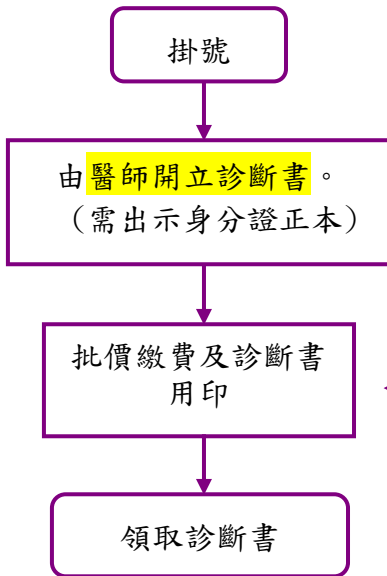 掛號
由醫師開立診斷書。
（需出示身分證正本）
批價繳費及診斷書
用印
領取診斷書